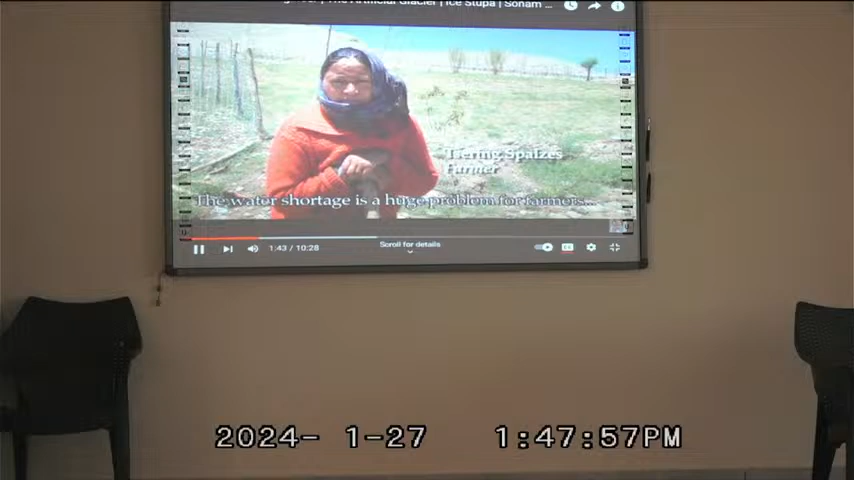 The Artificial Glacier | Ice Stupa | Sonam ...
Tsering Spalzes
Farmer
The water shortage is a huge problem for farmers...
1:43 / 10:28
Scroll for details
CC
2024- 1-27 1:47:57PM